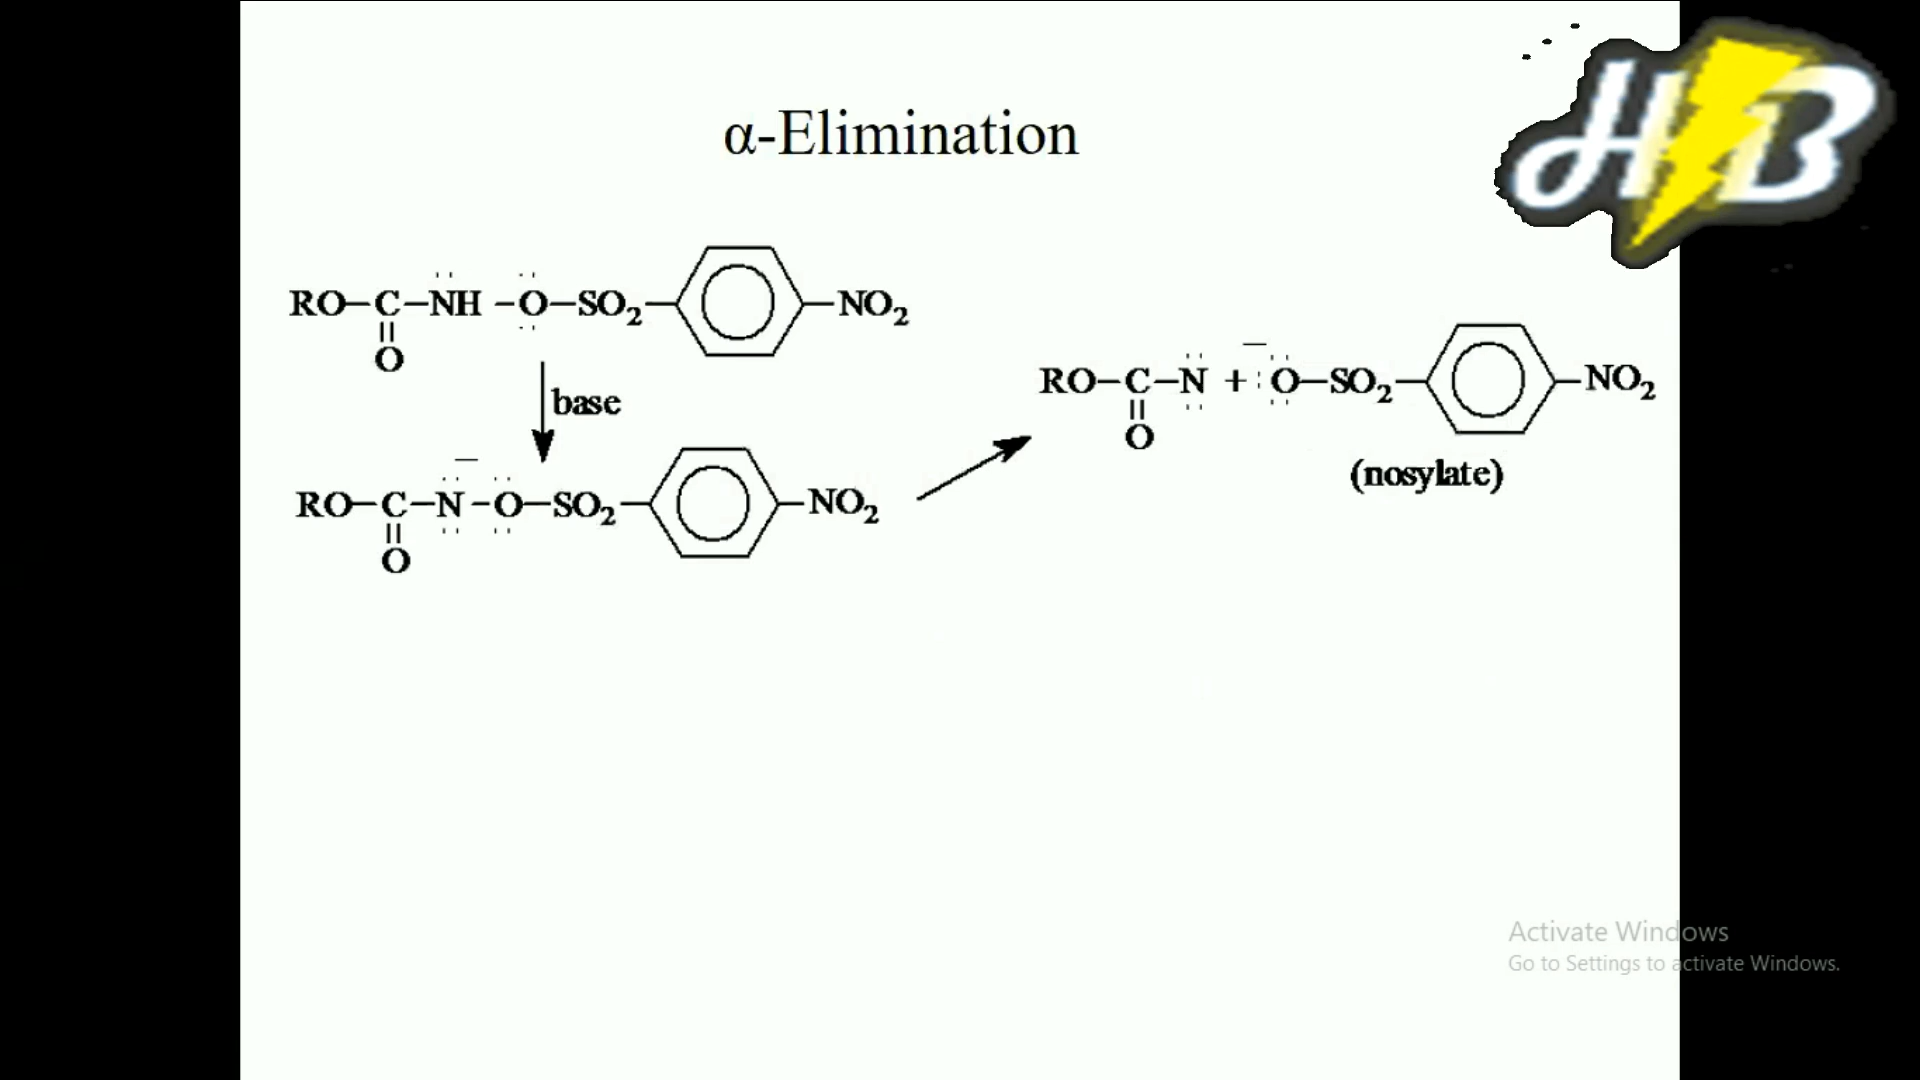 α-Elimination
HB
RO–C–NH–O–SO₂–NO₂
||
O
base
RO–C–N–O–SO₂–NO₂
||
O
RO–C–N + :O–SO₂–NO₂
||
O
(nosylate)
Activate Windows
Go to Settings to activate Windows.